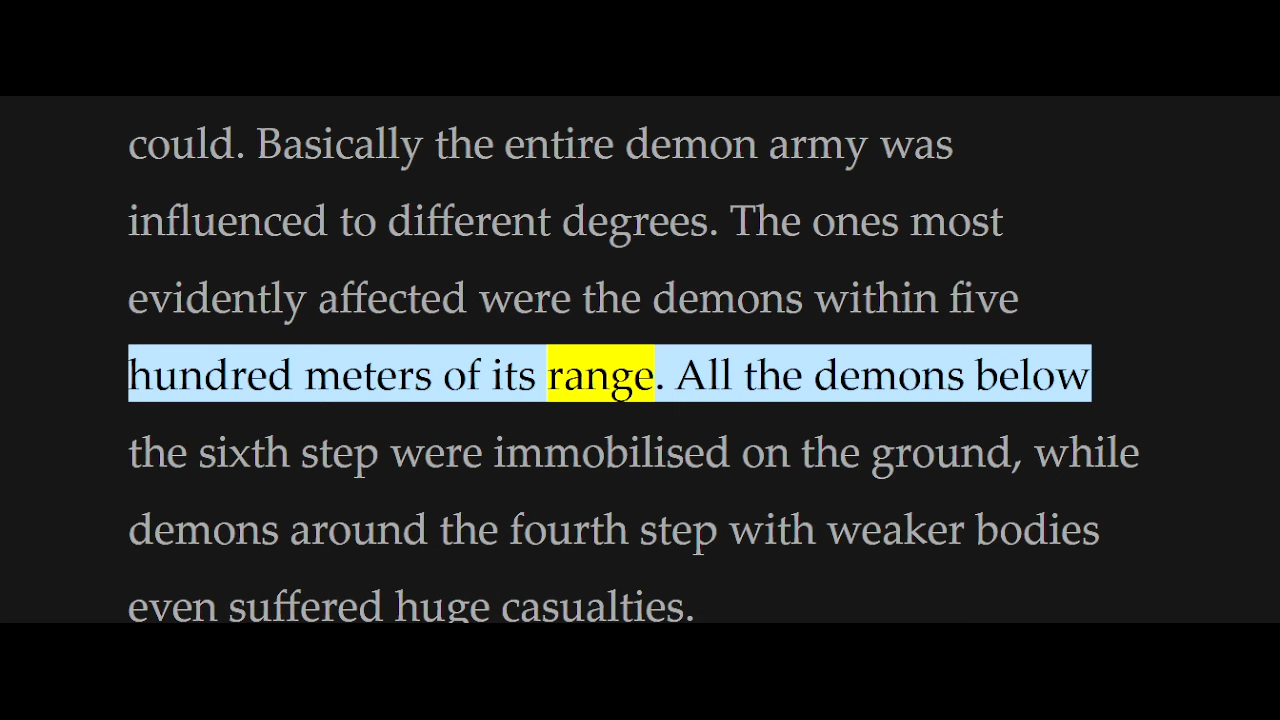 could. Basically the entire demon army was
influenced to different degrees. The ones most
evidently affected were the demons within five
hundred meters of its range. All the demons below
the sixth step were immobilised on the ground, while
demons around the fourth step with weaker bodies
even suffered huge casualties.